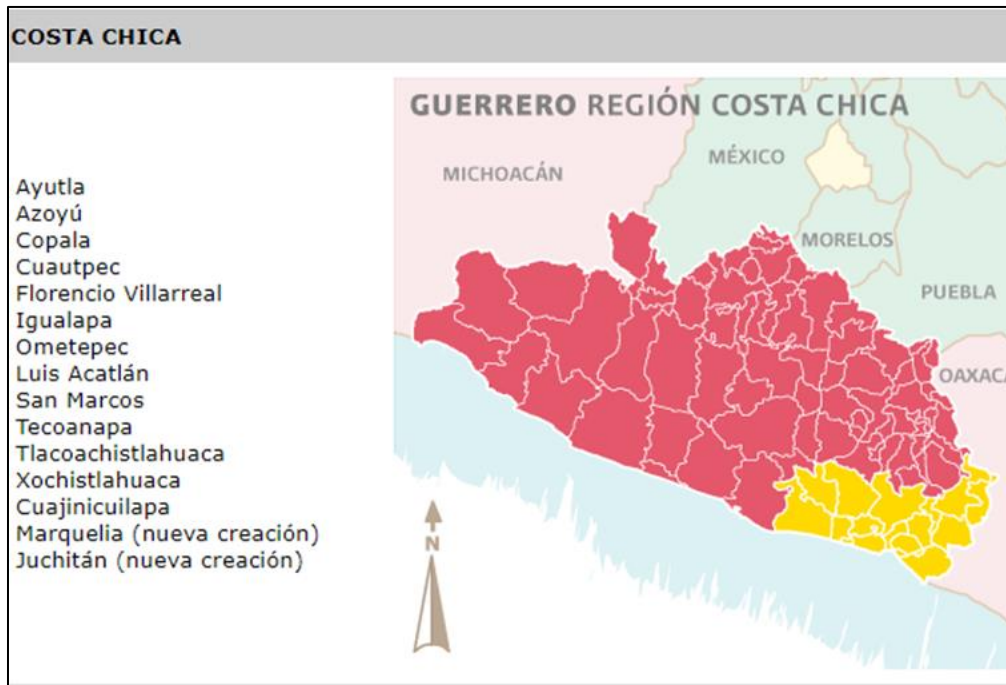 COSTA CHICA
Ayutla
Azoyú
Copala
Cuautpec
Florencio Villarreal
Igualapa
Ometepec
Luis Acatlán
San Marcos
Tecoanapa
Tlacoachistlahuaca
Xochistlahuaca
Cuajinicuilapa
Marquelia (nueva creación)
Juchitán (nueva creación)
GUERRERO REGIÓN COSTA CHICA
MICHOACÁN
MÉXICO
MORELOS
PUEBLA
OAXACA
N